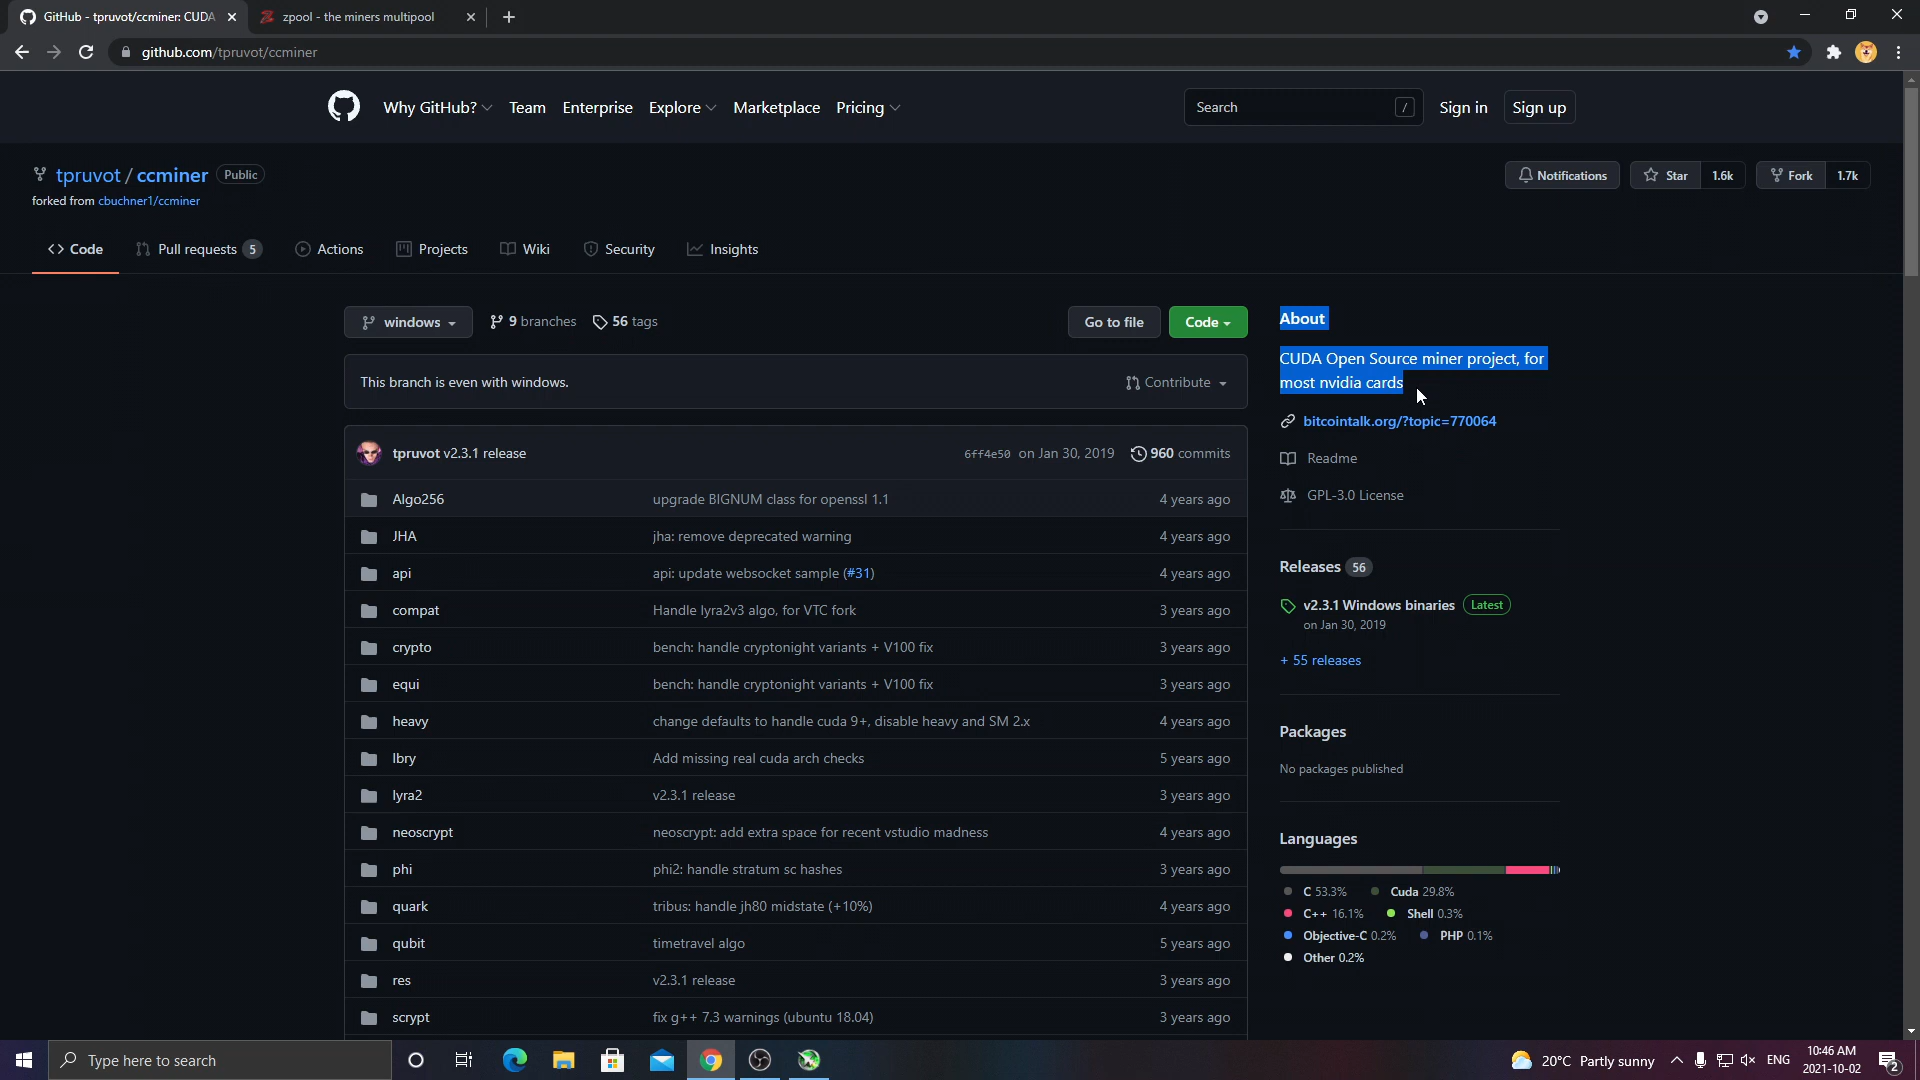 GitHub - tpruvot/ccminer: CUDA
zpool - the miners multipool
github.com/tpruvot/ccminer
Why GitHub?
Team
Enterprise
Explore
Marketplace
Pricing
Search
/
Sign in
Sign up
tpruvot / ccminer
Public
forked from cbuchner1/ccminer
Notifications
Star 1.6k
Fork 1.7k
<> Code
Pull requests 5
Actions
Projects
Wiki
Security
Insights
windows
9 branches
56 tags
Go to file
Code
This branch is even with windows.
Contribute
tpruvot v2.3.1 release
6ff4e50 on Jan 30, 2019
960 commits
Algo256 upgrade BIGNUM class for openssl 1.1 4 years ago
JHA jha: remove deprecated warning 4 years ago
api api: update websocket sample (#31) 4 years ago
compat Handle lyra2v3 algo, for VTC fork 3 years ago
crypto bench: handle cryptonight variants + V100 fix 3 years ago
equi bench: handle cryptonight variants + V100 fix 3 years ago
heavy change defaults to handle cuda 9+, disable heavy and SM 2.x 4 years ago
lbry Add missing real cuda arch checks 5 years ago
lyra2 v2.3.1 release 3 years ago
neoscrypt neoscrypt: add extra space for recent vstudio madness 4 years ago
phi phi2: handle stratum sc hashes 3 years ago
quark tribus: handle jh80 midstate (+10%) 4 years ago
qubit timetravel algo 5 years ago
res v2.3.1 release 3 years ago
scrypt fix g++ 7.3 warnings (ubuntu 18.04) 3 years ago
About
CUDA Open Source miner project, for
most nvidia cards
bitcointalk.org/?topic=770064
Readme
GPL-3.0 License
Releases 56
v2.3.1 Windows binaries Latest
on Jan 30, 2019
+ 55 releases
Packages
No packages published
Languages
C 53.3% Cuda 29.8%
C++ 16.1% Shell 0.3%
Objective-C 0.2% PHP 0.1%
Other 0.2%
Type here to search
20°C Partly sunny
ENG
10:46 AM
2021-10-02
2